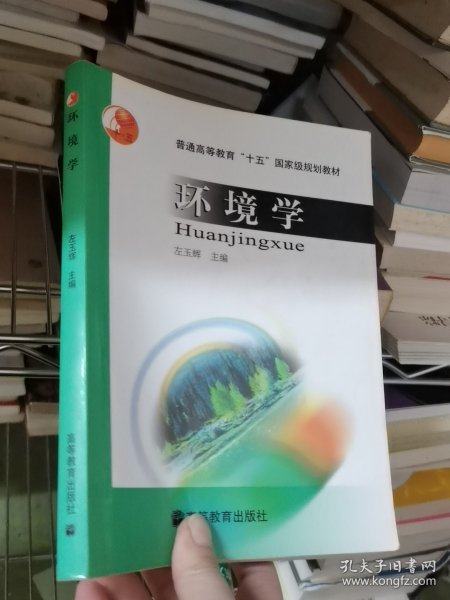 普通高等教育“十五”国家级规划教材
环境学
Huanjingxue
左玉辉 主编
高等教育出版社
环境学
左玉辉 主编
高等教育出版社
孔夫子旧书网
www.kongfz.com